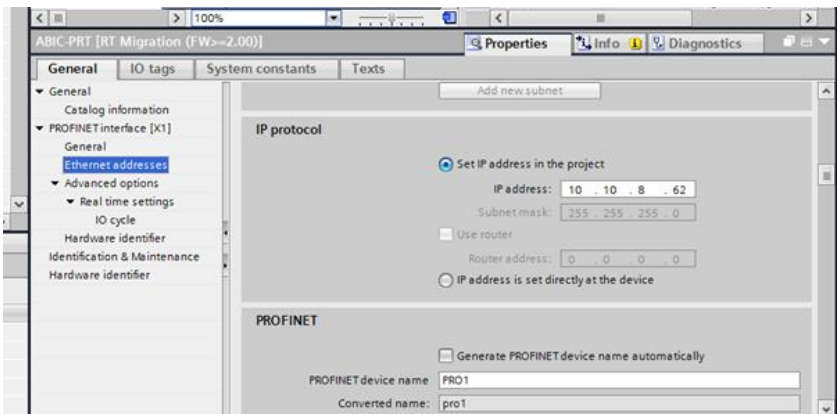 100%
ABIC-PRT [RT Migration (FW>=2.00)]
Properties
Info
Diagnostics
General
IO tags
System constants
Texts
General
Catalog information
PROFINET interface [X1]
General
Ethernet addresses
Advanced options
Real time settings
IO cycle
Hardware identifier
Identification & Maintenance
Hardware identifier
Add new subnet
IP protocol
Set IP address in the project
IP address: 10 . 10 . 8 . 62
Subnet mask: 255 . 255 . 255 . 0
Use router
Router address: 0 . 0 . 0 . 0
IP address is set directly at the device
PROFINET
Generate PROFINET device name automatically
PROFINET device name PRO1
Converted name: pro1